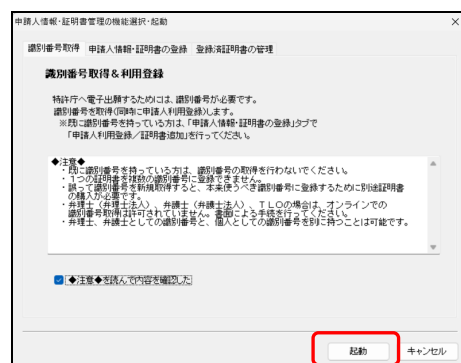 申請人情報・証明書管理の機能選択・起動
識別番号取得 申請人情報・証明書の登録 登録済証明書の管理
識別番号取得＆利用登録
特許庁へ電子出願するためには、識別番号が必要です。
識別番号を取得(同時に申請人利用登録)します。
※既に識別番号を持っている方は、「申請人情報・証明書の登録」タブで
「申請人利用登録／証明書追加」を行ってください。
◆注意◆
・既に識別番号を持っている方は、識別番号の取得を行わないでください。
・１つの証明書を複数の識別番号に登録できません。
・誤って識別番号を新規取得すると、本来使うべき識別番号に登録するために別途証明書
の購入が必要です。
・弁理士（弁理士法人）、弁護士（弁護士法人）、ＴＬＯの場合は、オンラインでの
識別番号取得は許可されていません。書面による手続を行ってください。
・弁理士、弁護士としての識別番号と、個人としての識別番号を別に持つことは可能です。
◆注意◆を読んで内容を確認した
起動 キャンセル